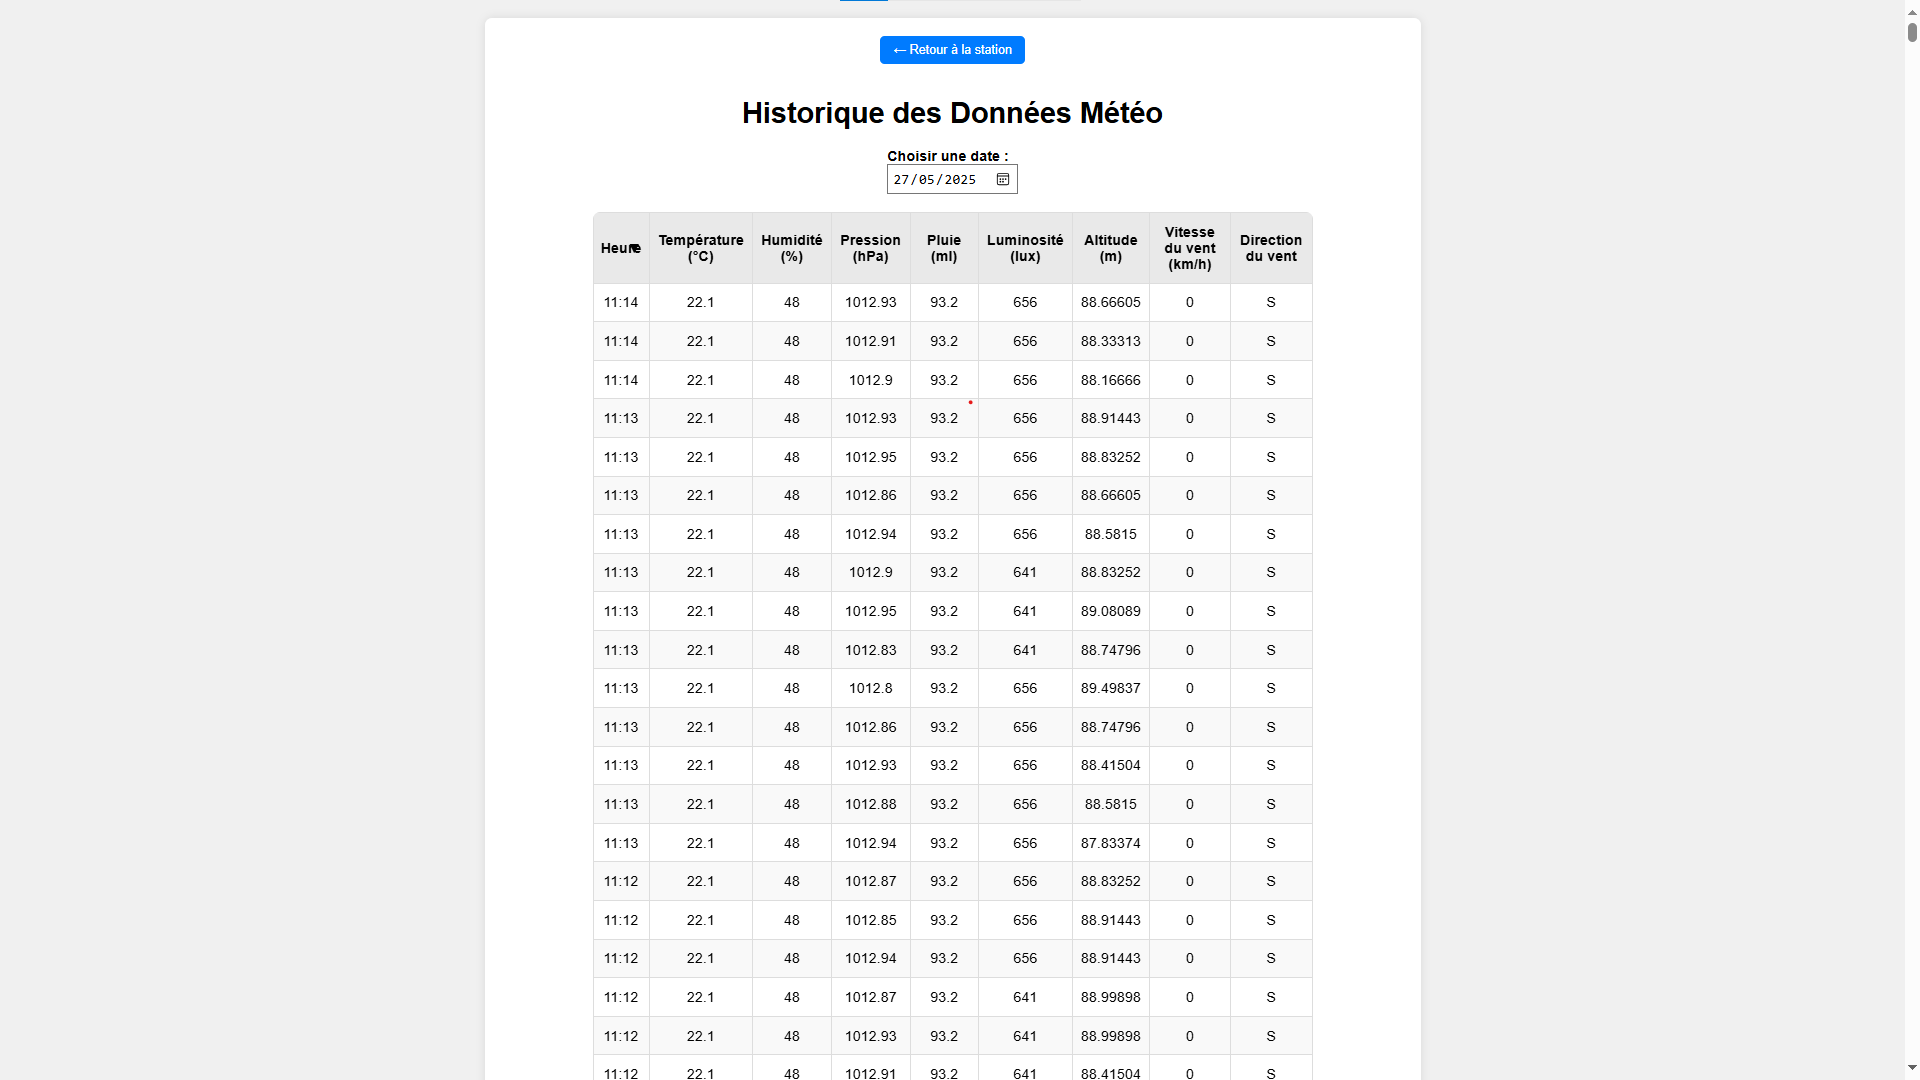 ← Retour à la station
Historique des Données Météo
Choisir une date :
27/05/2025
Heure Température (°C) Humidité (%) Pression (hPa) Pluie (ml) Luminosité (lux) Altitude (m) Vitesse du vent (km/h) Direction du vent
11:14 22.1 48 1012.93 93.2 656 88.66605 0 S
11:14 22.1 48 1012.91 93.2 656 88.33313 0 S
11:14 22.1 48 1012.9 93.2 656 88.16666 0 S
11:13 22.1 48 1012.93 93.2 656 88.91443 0 S
11:13 22.1 48 1012.95 93.2 656 88.83252 0 S
11:13 22.1 48 1012.86 93.2 656 88.66605 0 S
11:13 22.1 48 1012.94 93.2 656 88.5815 0 S
11:13 22.1 48 1012.9 93.2 641 88.83252 0 S
11:13 22.1 48 1012.95 93.2 641 89.08089 0 S
11:13 22.1 48 1012.83 93.2 641 88.74796 0 S
11:13 22.1 48 1012.8 93.2 656 89.49837 0 S
11:13 22.1 48 1012.86 93.2 656 88.74796 0 S
11:13 22.1 48 1012.93 93.2 656 88.41504 0 S
11:13 22.1 48 1012.88 93.2 656 88.5815 0 S
11:13 22.1 48 1012.94 93.2 656 87.83374 0 S
11:12 22.1 48 1012.87 93.2 656 88.83252 0 S
11:12 22.1 48 1012.85 93.2 656 88.91443 0 S
11:12 22.1 48 1012.94 93.2 656 88.91443 0 S
11:12 22.1 48 1012.87 93.2 641 88.99898 0 S
11:12 22.1 48 1012.93 93.2 641 88.99898 0 S
11:12 22.1 48 1012.91 93.2 641 88.41504 0 S